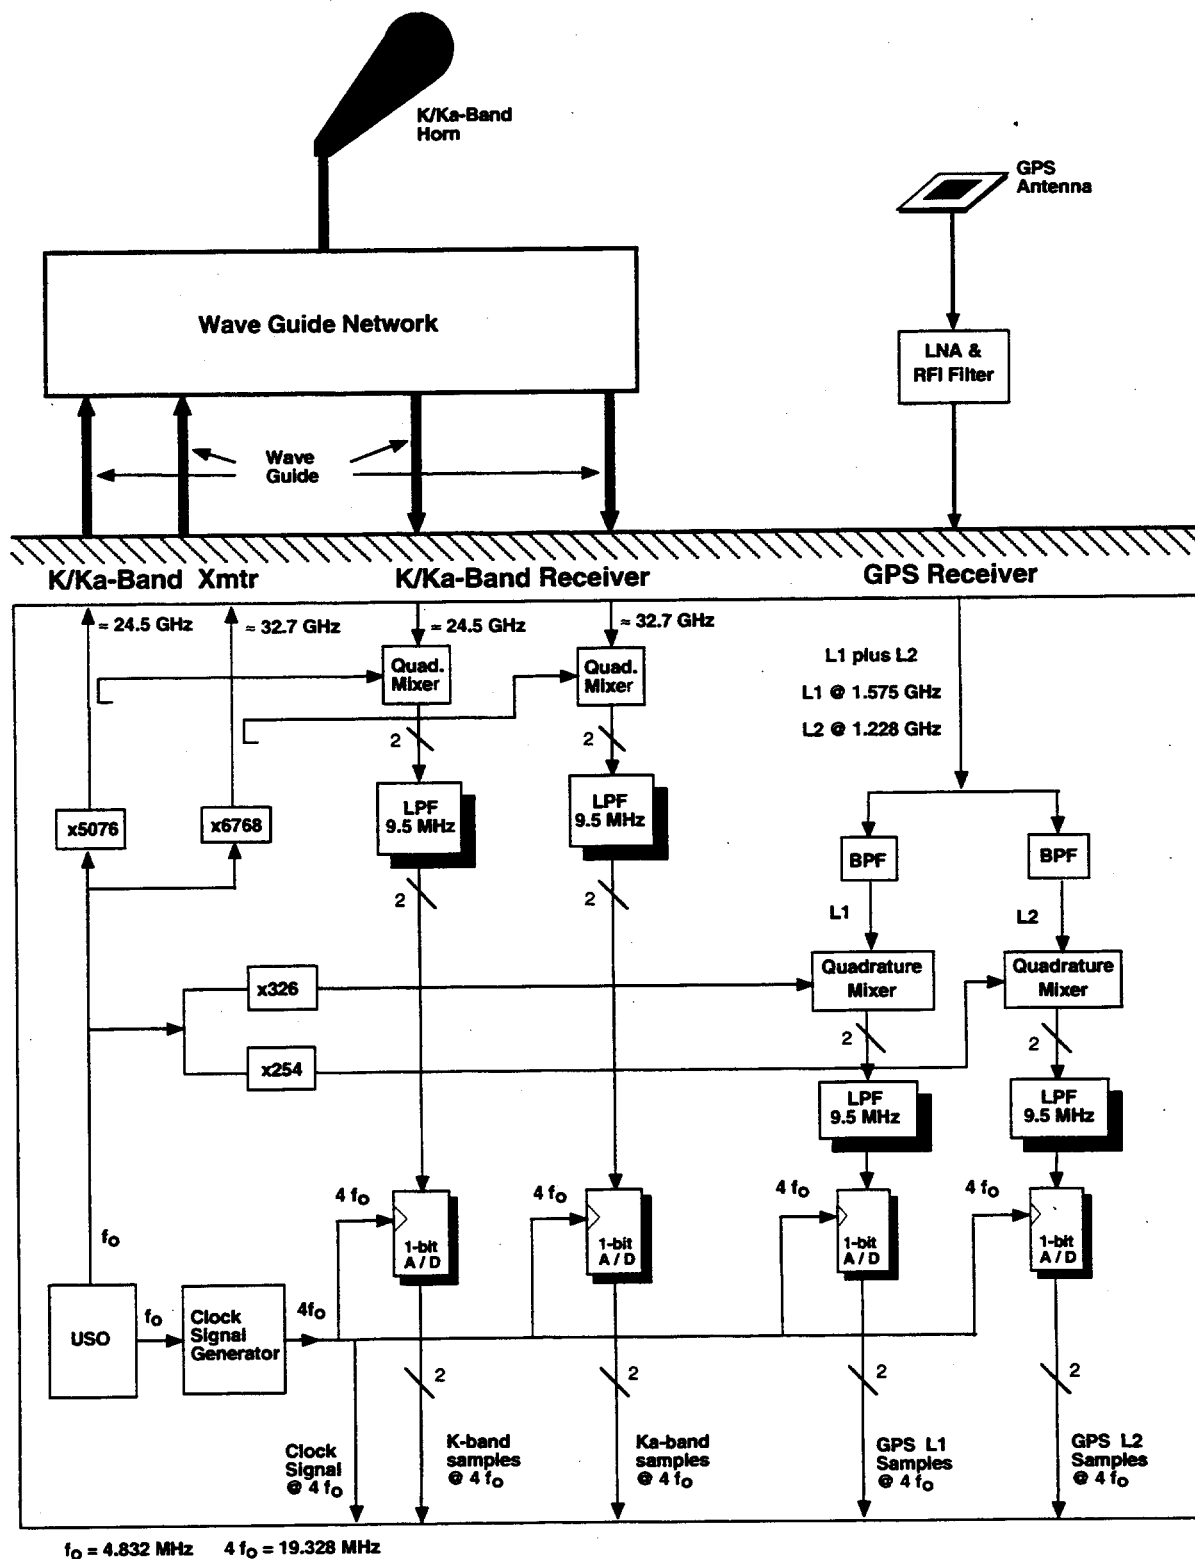 K/Ka-Band
Horn
GPS
Antenna
Wave Guide Network
LNA &
RFI Filter
Wave
Guide
K/Ka-Band Xmtr
K/Ka-Band Receiver
GPS Receiver
≈ 24.5 GHz
≈ 32.7 GHz
≈ 24.5 GHz
≈ 32.7 GHz
Quad.
Mixer
Quad.
Mixer
L1 plus L2
L1 @ 1.575 GHz
L2 @ 1.228 GHz
2
2
x5076
x6768
LPF
9.5 MHz
LPF
9.5 MHz
BPF
BPF
2
2
L1
L2
x326
Quadrature
Mixer
Quadrature
Mixer
x254
2
2
LPF
9.5 MHz
LPF
9.5 MHz
4 fo
4 fo
4 fo
4 fo
1-bit
A / D
1-bit
A / D
1-bit
A / D
1-bit
A / D
fo
USO
fo
Clock
Signal
Generator
4fo
2
2
2
2
Clock
Signal
@ 4 fo
K-band
samples
@ 4 fo
Ka-band
samples
@ 4 fo
GPS L1
Samples
@ 4 fo
GPS L2
Samples
@ 4 fo
fo = 4.832 MHz 4 fo = 19.328 MHz